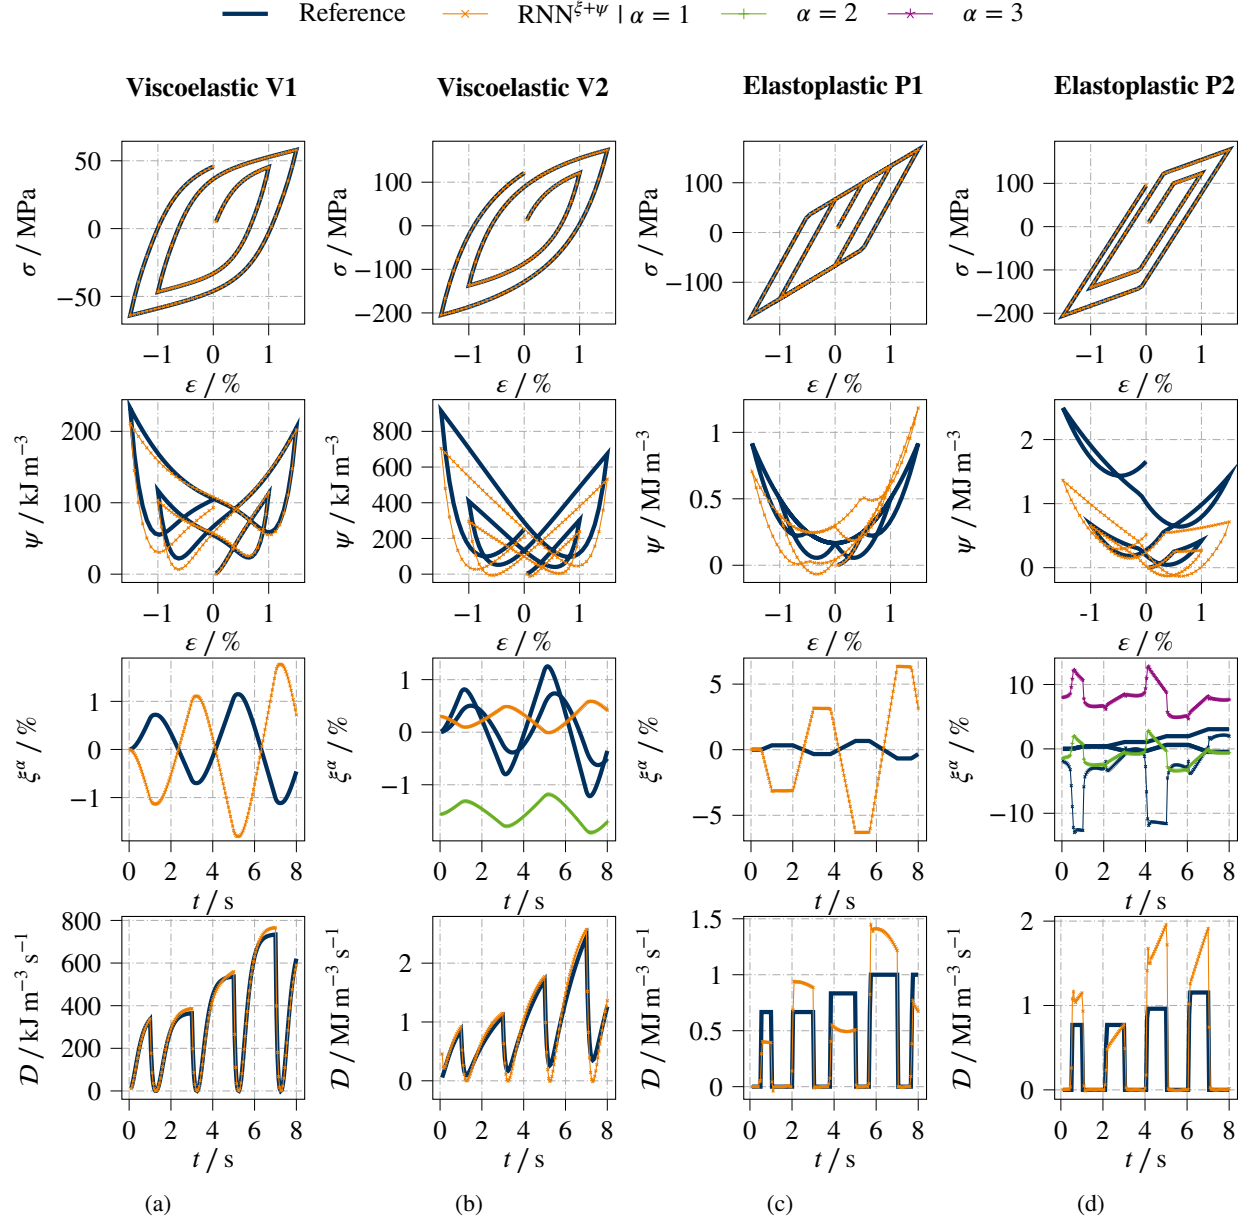 Reference RNN^{ξ+ψ} | α = 1 α = 2 α = 3
Viscoelastic V1 Viscoelastic V2 Elastoplastic P1 Elastoplastic P2
σ / MPa
50
0
−50
−1 0 1
ε / %
σ / MPa
100
0
−100
−200
−1 0 1
ε / %
σ / MPa
100
0
−100
−1 0 1
ε / %
σ / MPa
100
0
−100
−200
−1 0 1
ε / %
ψ / kJ m⁻³
200
100
0
−1 0 1
ε / %
ψ / kJ m⁻³
800
600
400
200
0
−1 0 1
ε / %
ψ / MJ m⁻³
1
0.5
0
−1 0 1
ε / %
ψ / MJ m⁻³
2
1
0
-1 0 1
ε / %
ξ^α / %
1
0
−1
0 2 4 6 8
t / s
ξ^α / %
1
0
−1
0 2 4 6 8
t / s
ξ^α / %
5
0
−5
0 2 4 6 8
t / s
ξ^α / %
10
0
−10
0 2 4 6 8
t / s
𝒟 / kJ m⁻³ s⁻¹
800
600
400
200
0
0 2 4 6 8
t / s
𝒟 / MJ m⁻³ s⁻¹
2
1
0
0 2 4 6 8
t / s
𝒟 / MJ m⁻³ s⁻¹
1.5
1
0.5
0
0 2 4 6 8
t / s
𝒟 / MJ m⁻³ s⁻¹
2
1
0
0 2 4 6 8
t / s
(a) (b) (c) (d)